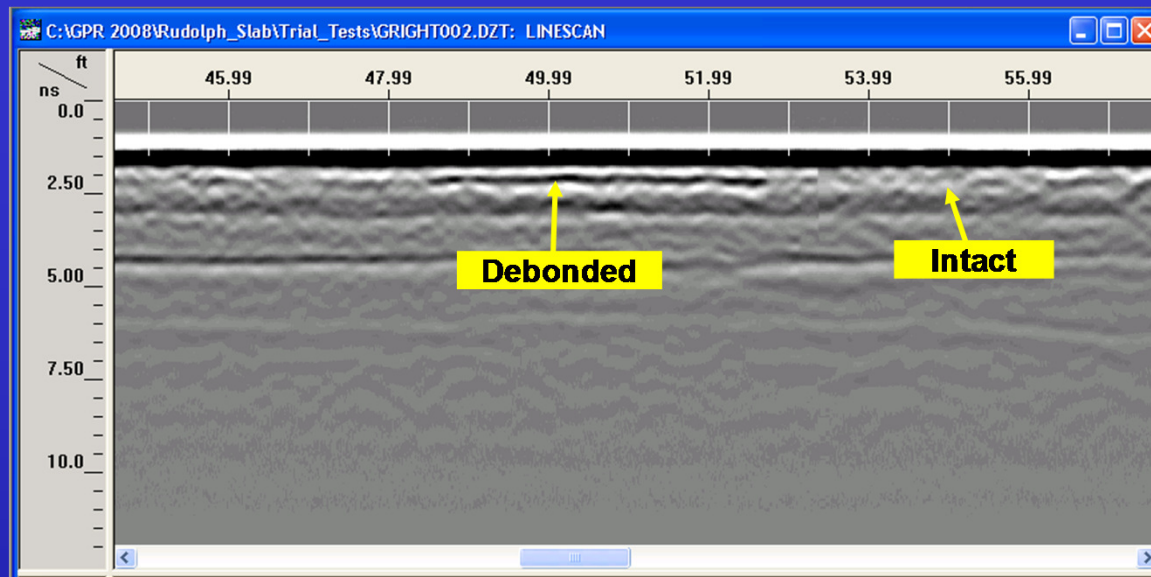 C:\GPR 2008\Rudolph_Slab\Trial_Tests\GRIGHT002.DZT: LINESCAN
ft
ns
45.99 47.99 49.99 51.99 53.99 55.99
0.0
2.50
5.00
7.50
10.0
Debonded
Intact